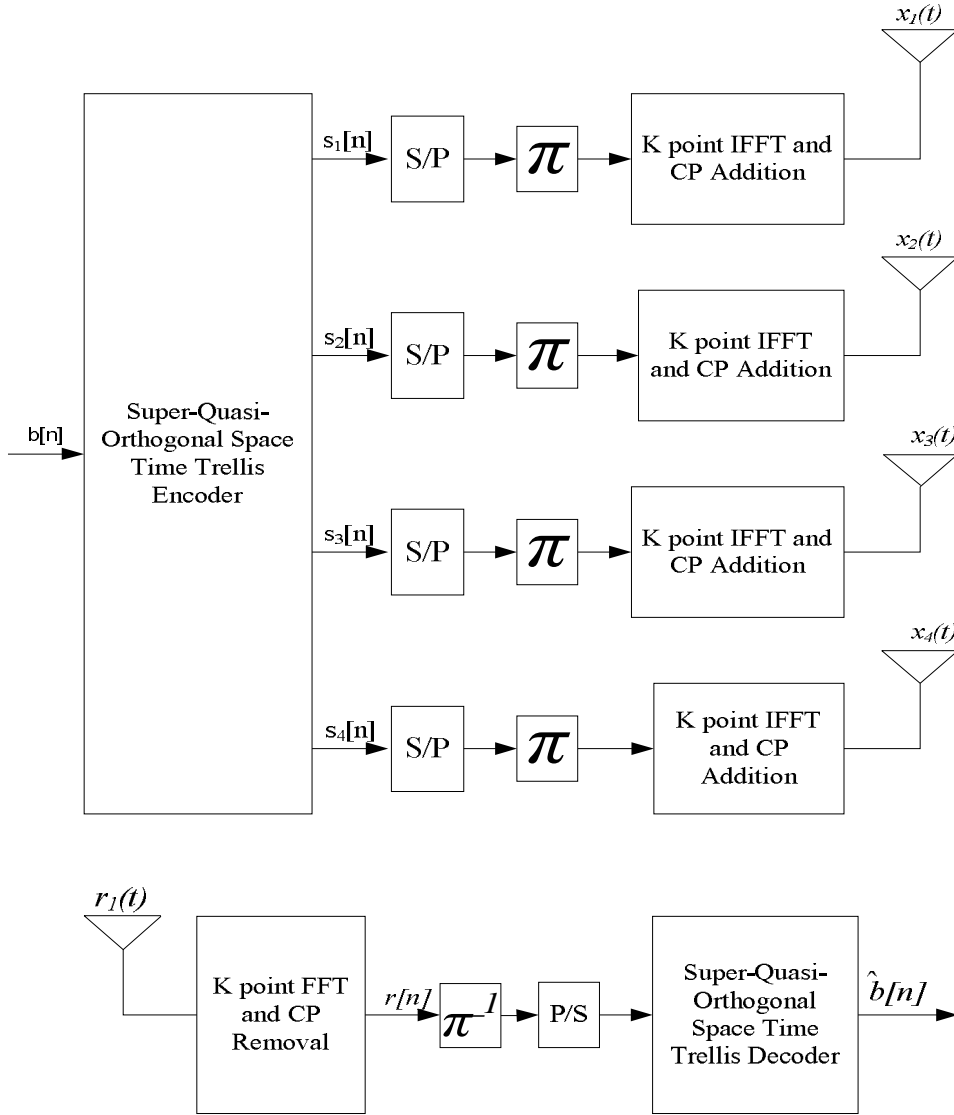 x₁(t)
s₁[n]
S/P
π
K point IFFT and
CP Addition
x₂(t)
s₂[n]
S/P
π
K point IFFT
and CP Addition
b[n]
Super-Quasi-
Orthogonal Space
Time Trellis
Encoder
x₃(t)
s₃[n]
S/P
π
K point IFFT and
CP Addition
x₄(t)
s₄[n]
S/P
π
K point IFFT
and CP
Addition
r₁(t)
K point FFT
and CP
Removal
r[n]
π⁻¹
P/S
Super-Quasi-
Orthogonal
Space Time
Trellis Decoder
b̂[n]